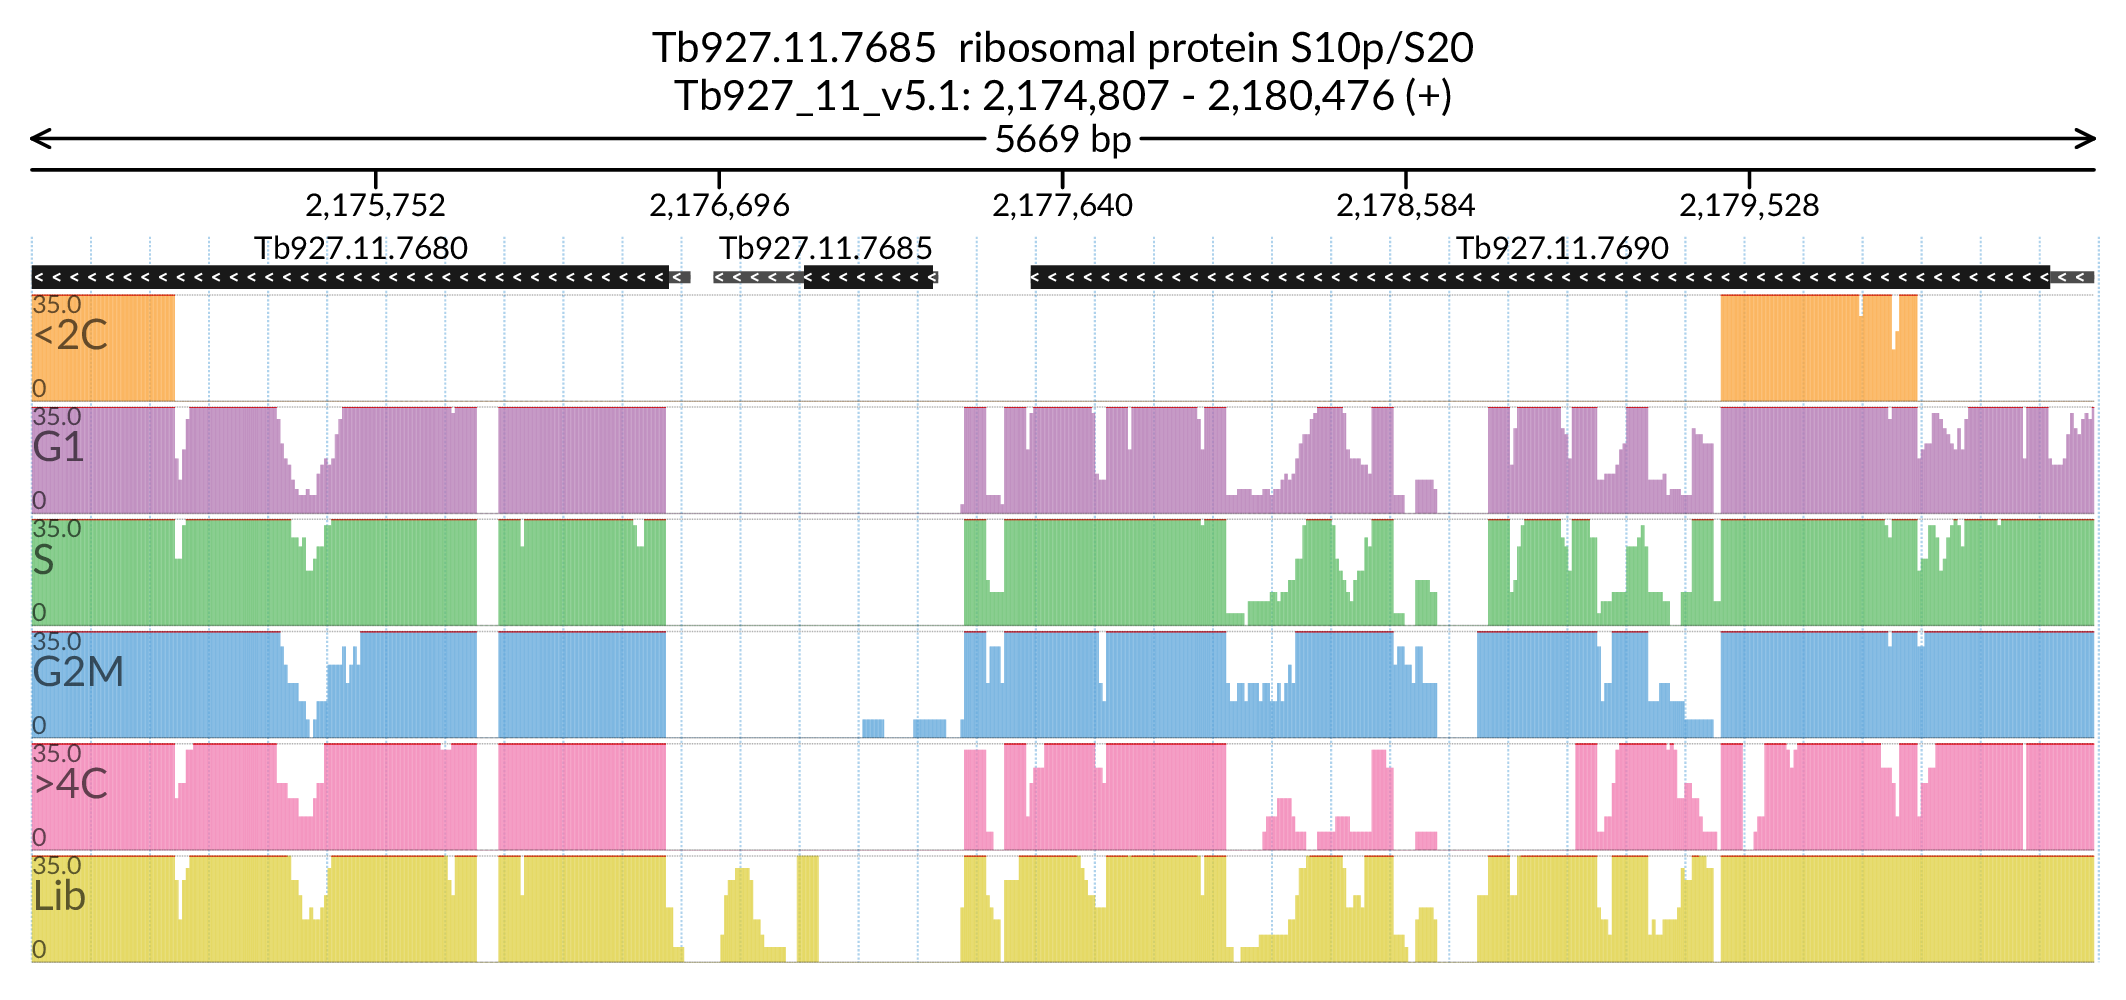 Tb927.11.7685  ribosomal protein S10p/S20
Tb927_11_v5.1: 2,174,807 - 2,180,476 (+)
5669 bp
2,175,752 2,176,696 2,177,640 2,178,584 2,179,528
Tb927.11.7680 Tb927.11.7685 Tb927.11.7690
35.0
<2C
0
35.0
G1
0
35.0
S
0
35.0
G2M
0
35.0
>4C
0
35.0
Lib
0